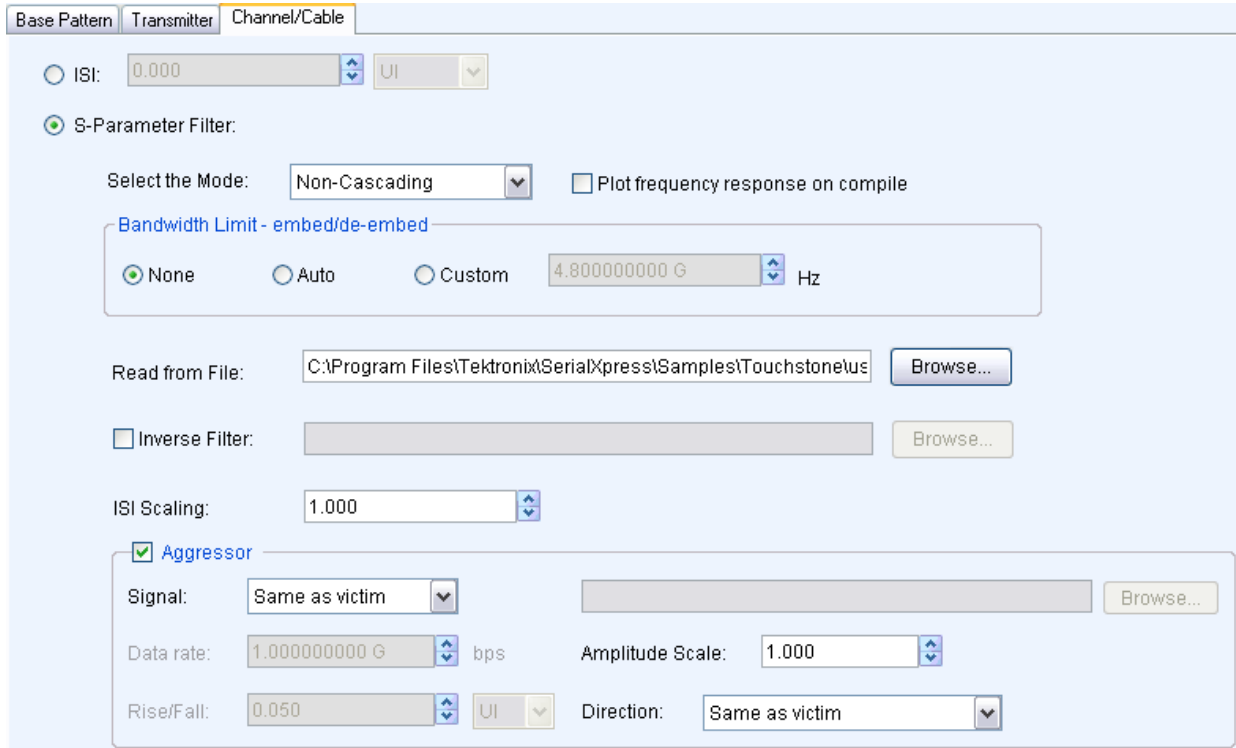 Base Pattern Transmitter Channel/Cable
ISI: 0.000 UI
S-Parameter Filter:
Select the Mode: Non-Cascading Plot frequency response on compile
Bandwidth Limit - embed/de-embed
None Auto Custom 4.800000000 G Hz
Read from File: C:\Program Files\Tektronix\SerialXpress\Samples\Touchstone\us Browse...
Inverse Filter: Browse...
ISI Scaling: 1.000
Aggressor
Signal: Same as victim Browse...
Data rate: 1.000000000 G bps Amplitude Scale: 1.000
Rise/Fall: 0.050 UI Direction: Same as victim